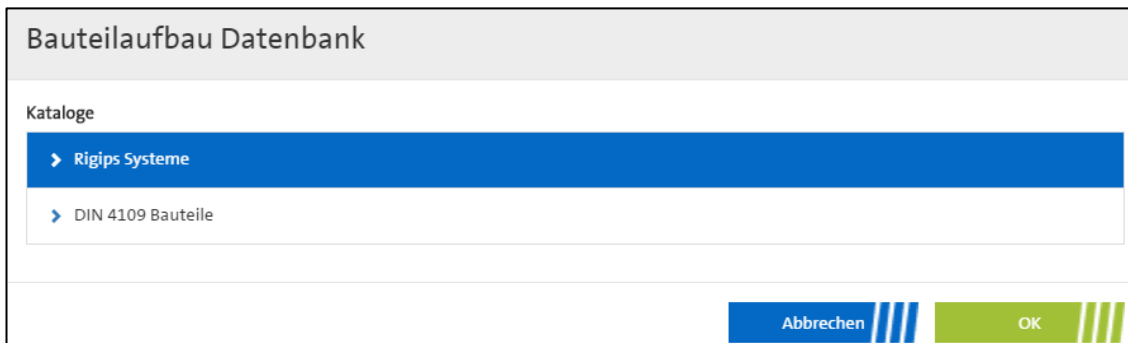 Bauteilaufbau Datenbank
Kataloge
Rigips Systeme
DIN 4109 Bauteile
Abbrechen
OK